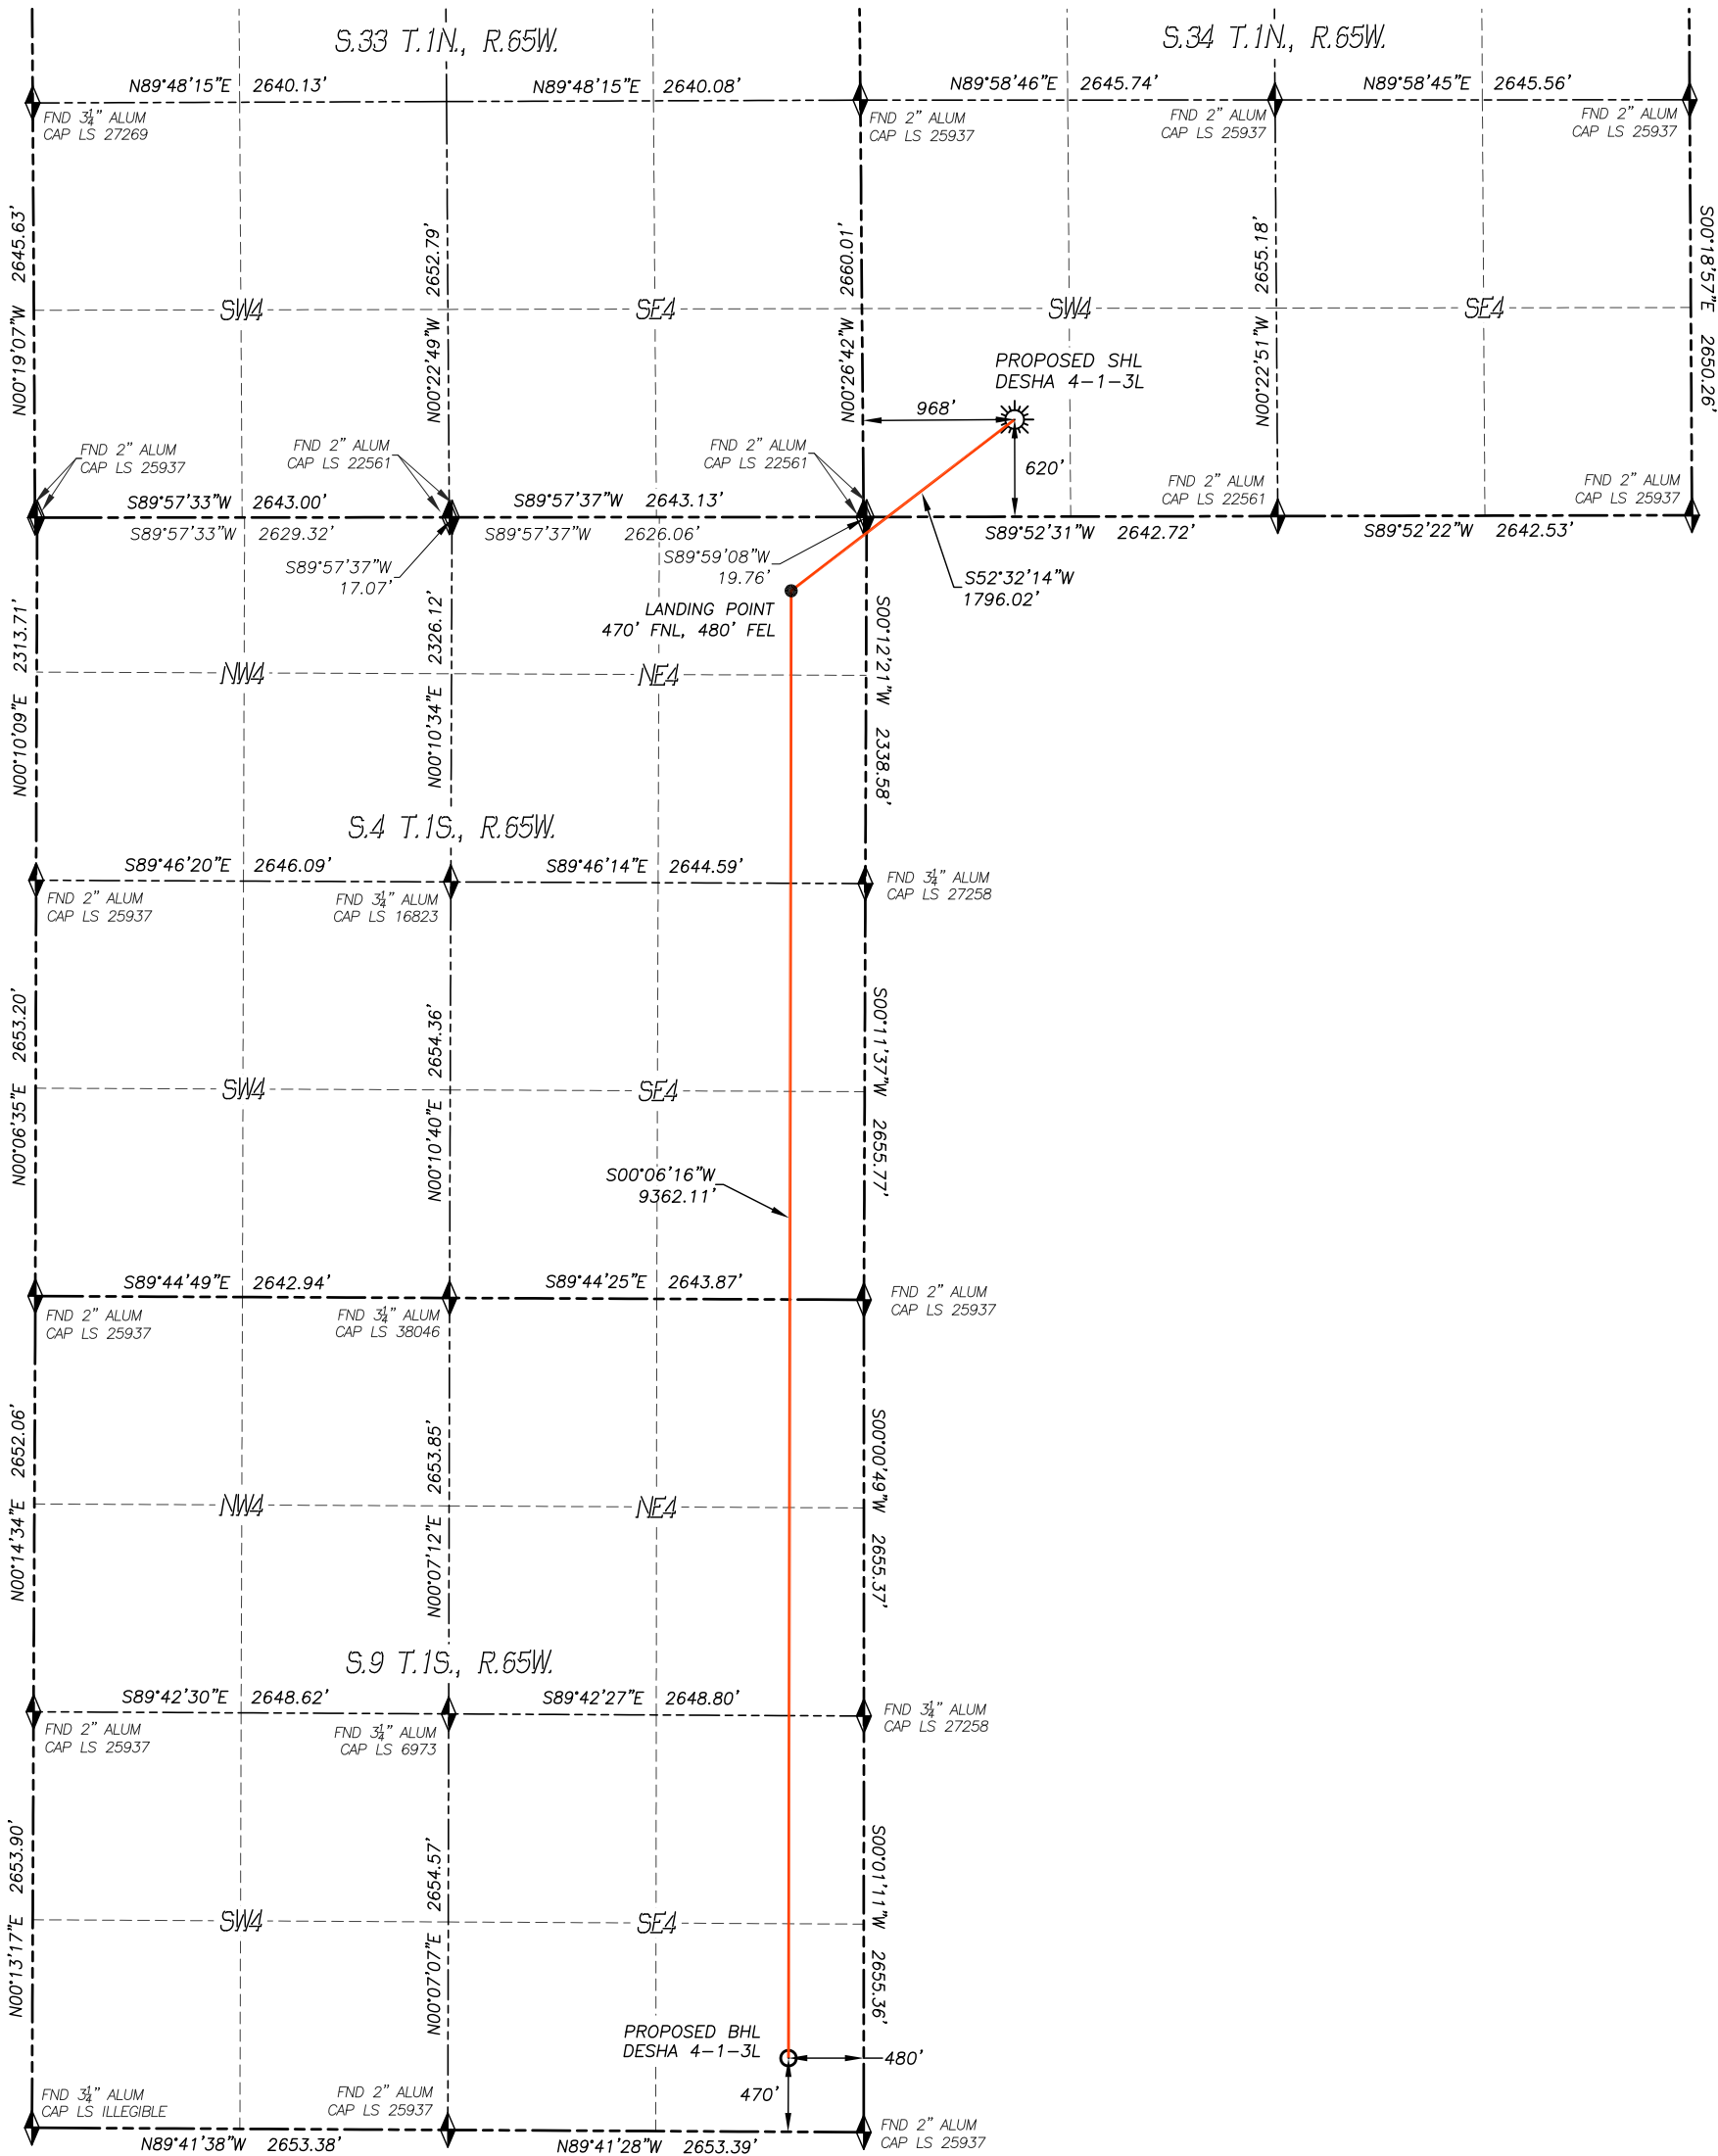 S.33 T.1N., R.65W.
S.34 T.1N., R.65W.
N89°48'15"E 2640.13'
N89°48'15"E 2640.08'
N89°58'46"E 2645.74'
N89°58'45"E 2645.56'
FND 3¼" ALUM
CAP LS 27269
FND 2" ALUM
CAP LS 25937
FND 2" ALUM
CAP LS 25937
FND 2" ALUM
CAP LS 25937
N00°19'07"W 2645.63'
N00°22'49"W 2652.79'
N00°26'42"W 2660.01'
N00°22'51"W 2655.18'
S00°18'57"E 2650.26'
SW4
SE4
SW4
SE4
PROPOSED SHL
DESHA 4-1-3L
968'
620'
FND 2" ALUM
CAP LS 25937
FND 2" ALUM
CAP LS 22561
FND 2" ALUM
CAP LS 22561
FND 2" ALUM
CAP LS 22561
FND 2" ALUM
CAP LS 25937
S89°57'33"W 2643.00'
S89°57'37"W 2643.13'
S89°57'33"W 2629.32'
S89°57'37"W 2626.06'
S89°52'31"W 2642.72'
S89°52'22"W 2642.53'
S89°57'37"W
17.07'
S89°59'08"W
19.76'
S52°32'14"W
1796.02'
LANDING POINT
470' FNL, 480' FEL
N00°10'09"E 2313.71'
N00°10'34"E 2326.12'
S00°12'21"W 2338.58'
NW4
NE4
S.4 T.1S., R.65W.
S89°46'20"E 2646.09'
S89°46'14"E 2644.59'
FND 2" ALUM
CAP LS 25937
FND 3¼" ALUM
CAP LS 16823
FND 3¼" ALUM
CAP LS 27258
N00°06'35"E 2653.20'
N00°10'40"E 2654.36'
S00°11'37"W 2655.77'
SW4
SE4
S00°06'16"W
9362.11'
S89°44'49"E 2642.94'
S89°44'25"E 2643.87'
FND 2" ALUM
CAP LS 25937
FND 3¼" ALUM
CAP LS 38046
FND 2" ALUM
CAP LS 25937
N00°14'34"E 2652.06'
N00°07'12"E 2653.85'
S00°00'49"W 2655.37'
NW4
NE4
S.9 T.1S., R.65W.
S89°42'30"E 2648.62'
S89°42'27"E 2648.80'
FND 2" ALUM
CAP LS 25937
FND 3¼" ALUM
CAP LS 6973
FND 3¼" ALUM
CAP LS 27258
N00°13'17"E 2653.90'
N00°07'07"E 2654.57'
S00°01'11"W 2655.36'
SW4
SE4
PROPOSED BHL
DESHA 4-1-3L
480'
470'
FND 3¼" ALUM
CAP LS ILLEGIBLE
FND 2" ALUM
CAP LS 25937
FND 2" ALUM
CAP LS 25937
N89°41'38"W 2653.38'
N89°41'28"W 2653.39'